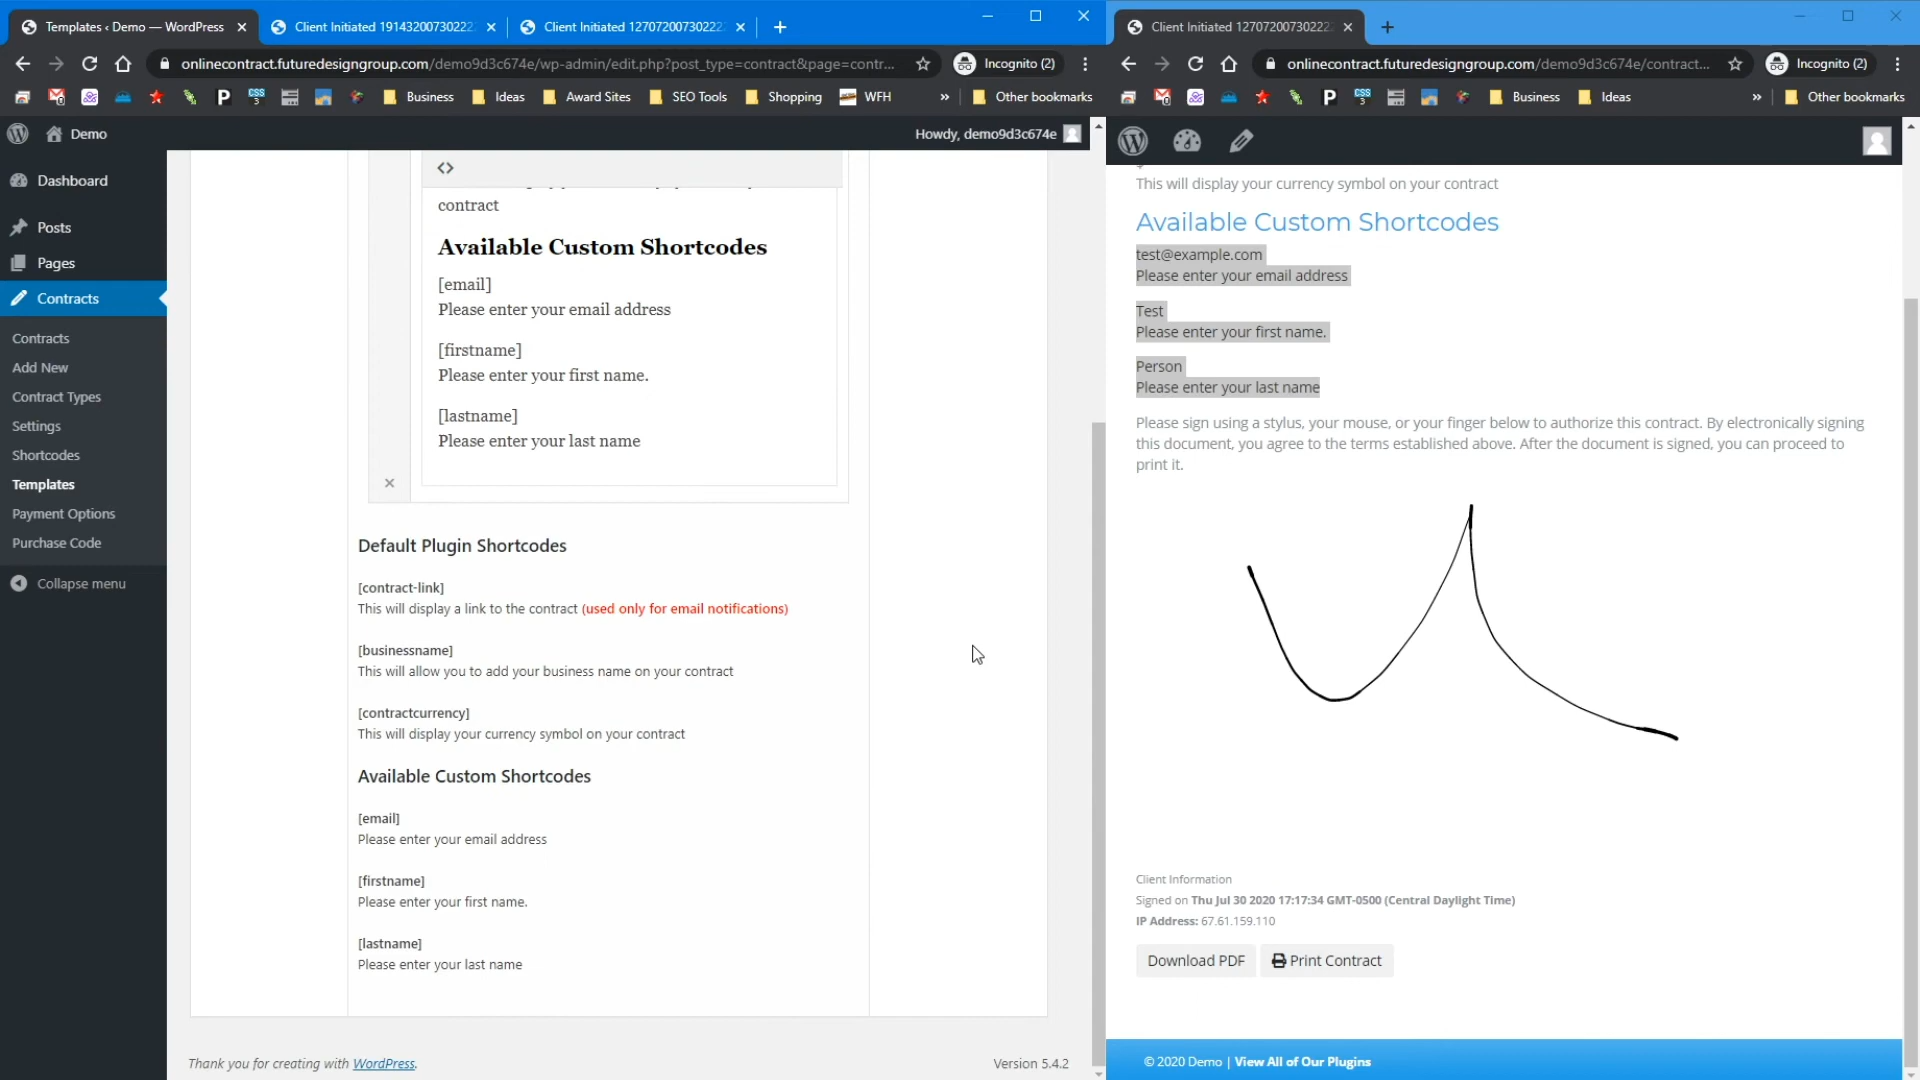 Templates ‹ Demo — WordPress
Client Initiated 19143200730222
Client Initiated 12707200730222
onlinecontract.futuredesigngroup.com/demo9d3c674e/wp-admin/edit.php?post_type=contract&page=contr...
Incognito (2)
Business
Ideas
Award Sites
SEO Tools
Shopping
WFH
»
Other bookmarks
Demo
Howdy, demo9d3c674e
Dashboard
Posts
Pages
Contracts
Contracts
Add New
Contract Types
Settings
Shortcodes
Templates
Payment Options
Purchase Code
Collapse menu
contract
Available Custom Shortcodes
[email]
Please enter your email address
[firstname]
Please enter your first name.
[lastname]
Please enter your last name
Default Plugin Shortcodes
[contract-link]
This will display a link to the contract (used only for email notifications)
[businessname]
This will allow you to add your business name on your contract
[contractcurrency]
This will display your currency symbol on your contract
Available Custom Shortcodes
[email]
Please enter your email address
[firstname]
Please enter your first name.
[lastname]
Please enter your last name
Thank you for creating with WordPress.
Version 5.4.2
Client Initiated 12707200730222
onlinecontract.futuredesigngroup.com/demo9d3c674e/contract...
Incognito (2)
Business
Ideas
»
Other bookmarks
This will display your currency symbol on your contract
Available Custom Shortcodes
test@example.com
Please enter your email address
Test
Please enter your first name.
Person
Please enter your last name
Please sign using a stylus, your mouse, or your finger below to authorize this contract. By electronically signing
this document, you agree to the terms established above. After the document is signed, you can proceed to
print it.
Client Information
Signed on Thu Jul 30 2020 17:17:34 GMT-0500 (Central Daylight Time)
IP Address: 67.61.159.110
Download PDF
Print Contract
© 2020 Demo | View All of Our Plugins